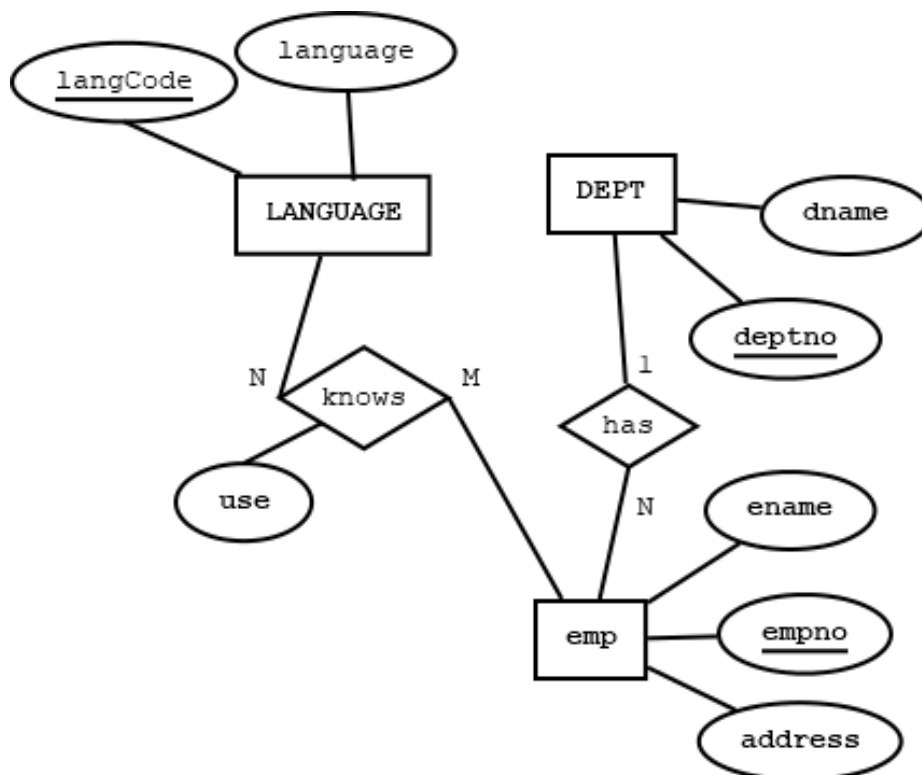 language
langCode
DEPT
LANGUAGE
dname
deptno
1
N
knows
M
has
use
ename
N
empno
emp
address